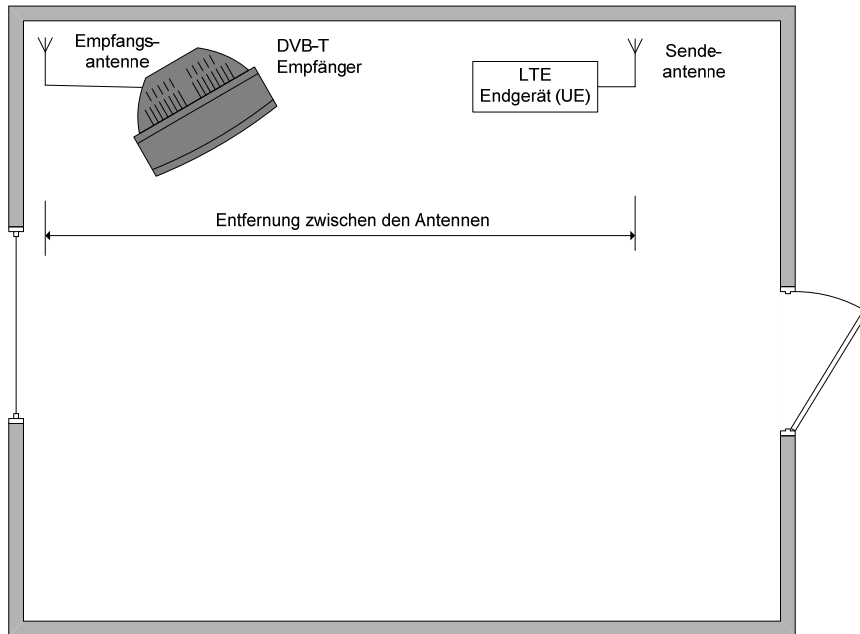 Empfangs-
antenne
DVB-T
Empfänger
LTE
Endgerät (UE)
Sende-
antenne
Entfernung zwischen den Antennen